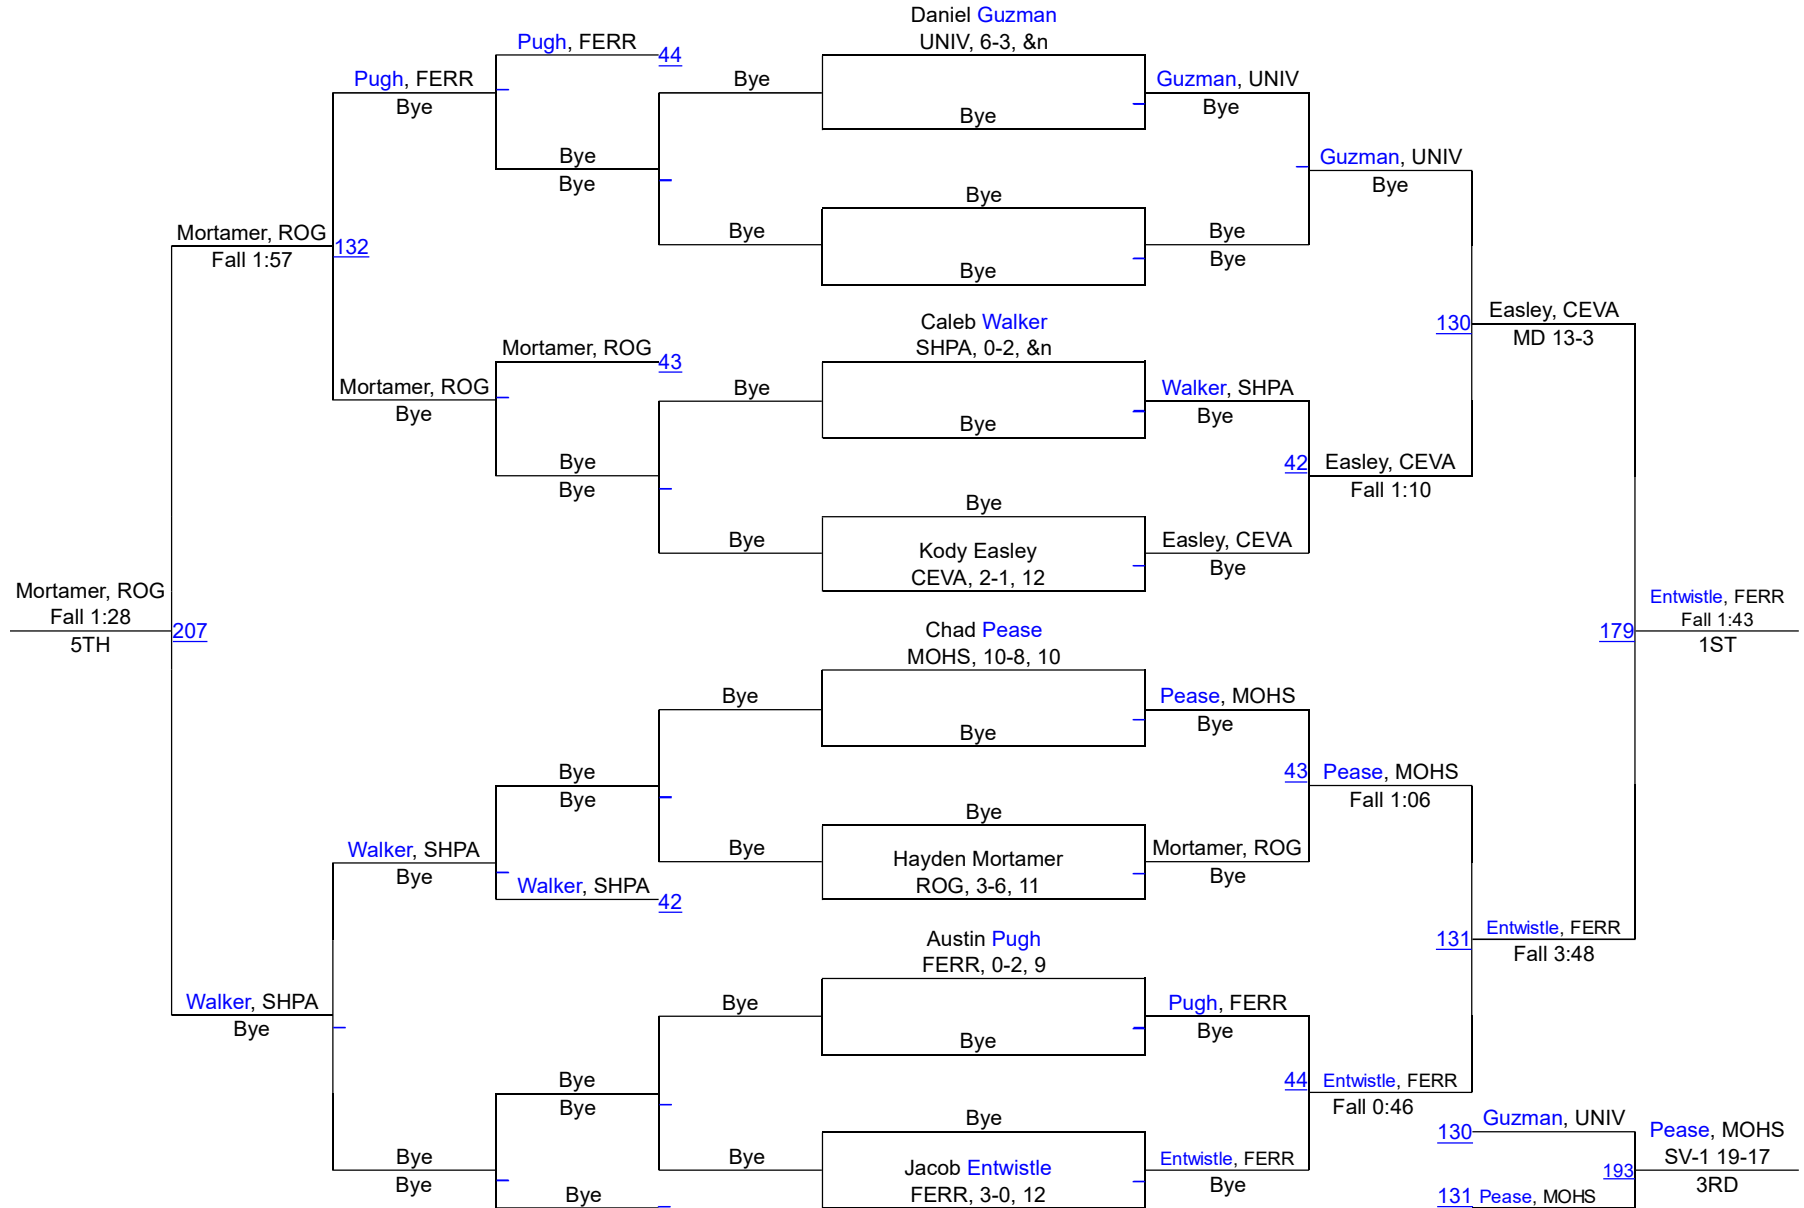 Daniel Guzman
UNIV, 6-3, &n
Pugh, FERR
44
Pugh, FERR
Bye
Bye
Guzman, UNIV
Bye
Bye
Bye
Bye
Guzman, UNIV
Bye
Bye
Bye
Bye
Bye
Bye
Bye
Mortamer, ROG
132
Fall 1:57
Caleb Walker
SHPA, 0-2, &n
130
Easley, CEVA
MD 13-3
Mortamer, ROG
43
Mortamer, ROG
Bye
Bye
Walker, SHPA
Bye
Bye
Bye
Bye
42
Easley, CEVA
Fall 1:10
Bye
Bye
Kody Easley
CEVA, 2-1, 12
Easley, CEVA
Bye
Mortamer, ROG
Fall 1:28
207
5TH
Entwistle, FERR
Fall 1:43
179
1ST
Chad Pease
MOHS, 10-8, 10
Bye
Pease, MOHS
Bye
Bye
Bye
Bye
43
Pease, MOHS
Fall 1:06
Bye
Walker, SHPA
Bye
Walker, SHPA
42
Bye
Hayden Mortamer
ROG, 3-6, 11
Mortamer, ROG
Bye
Austin Pugh
FERR, 0-2, 9
131
Entwistle, FERR
Fall 3:48
Walker, SHPA
Bye
Bye
Pugh, FERR
Bye
Bye
Bye
Bye
44
Entwistle, FERR
Fall 0:46
Bye
Bye
Bye
Bye
Bye
Jacob Entwistle
FERR, 3-0, 12
Entwistle, FERR
Bye
130
Guzman, UNIV
Pease, MOHS
SV-1 19-17
193
3RD
131
Pease, MOHS